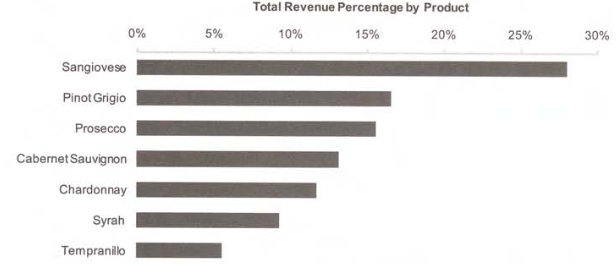 Total Revenue Percentage by Product
0% 5% 10% 15% 20% 25% 30%
Sangiovese
Pinot Grigio
Prosecco
Cabernet Sauvignon
Chardonnay
Syrah
Tempranillo